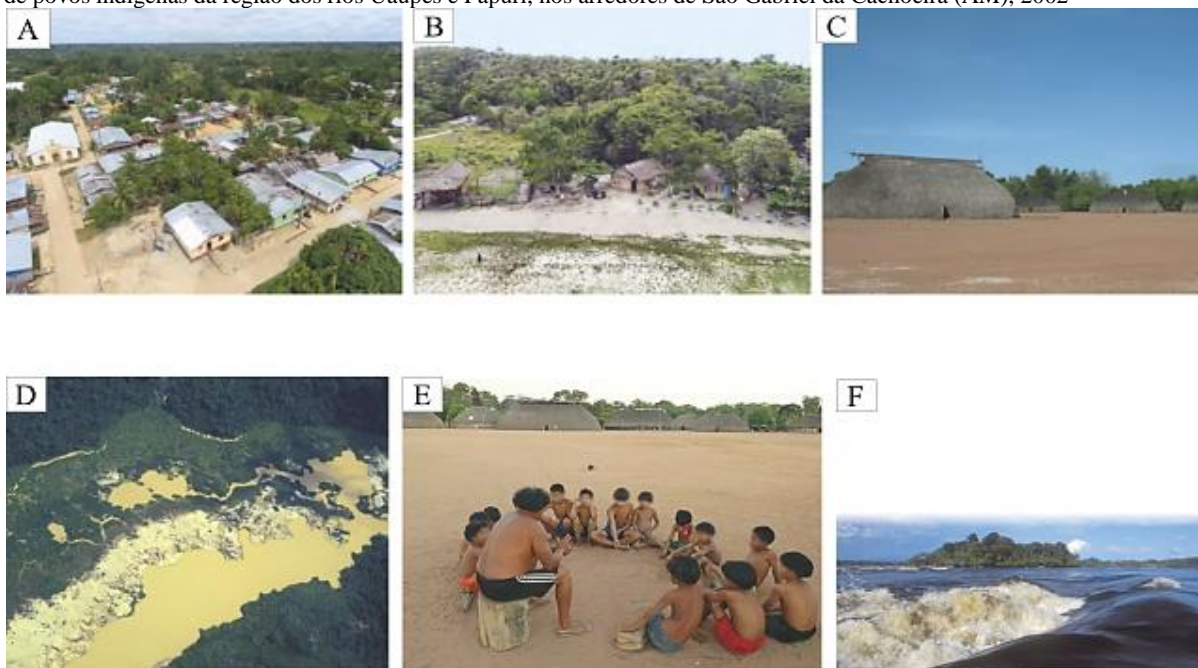 de povos indígenas da região dos rios Uaupés e Papuri, nos arredores de São Gabriel da Cachoeira (AM), 2002
A
B
C
D
E
F